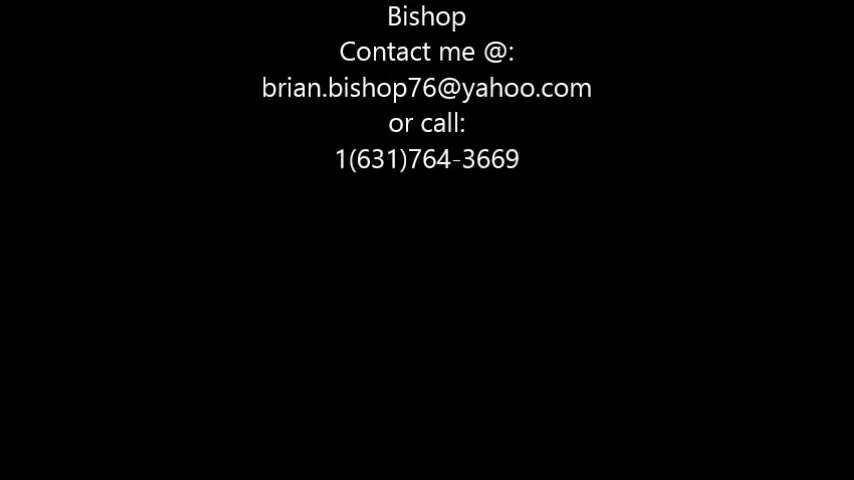 Bishop
Contact me @:
brian.bishop76@yahoo.com
or call:
1(631)764-3669